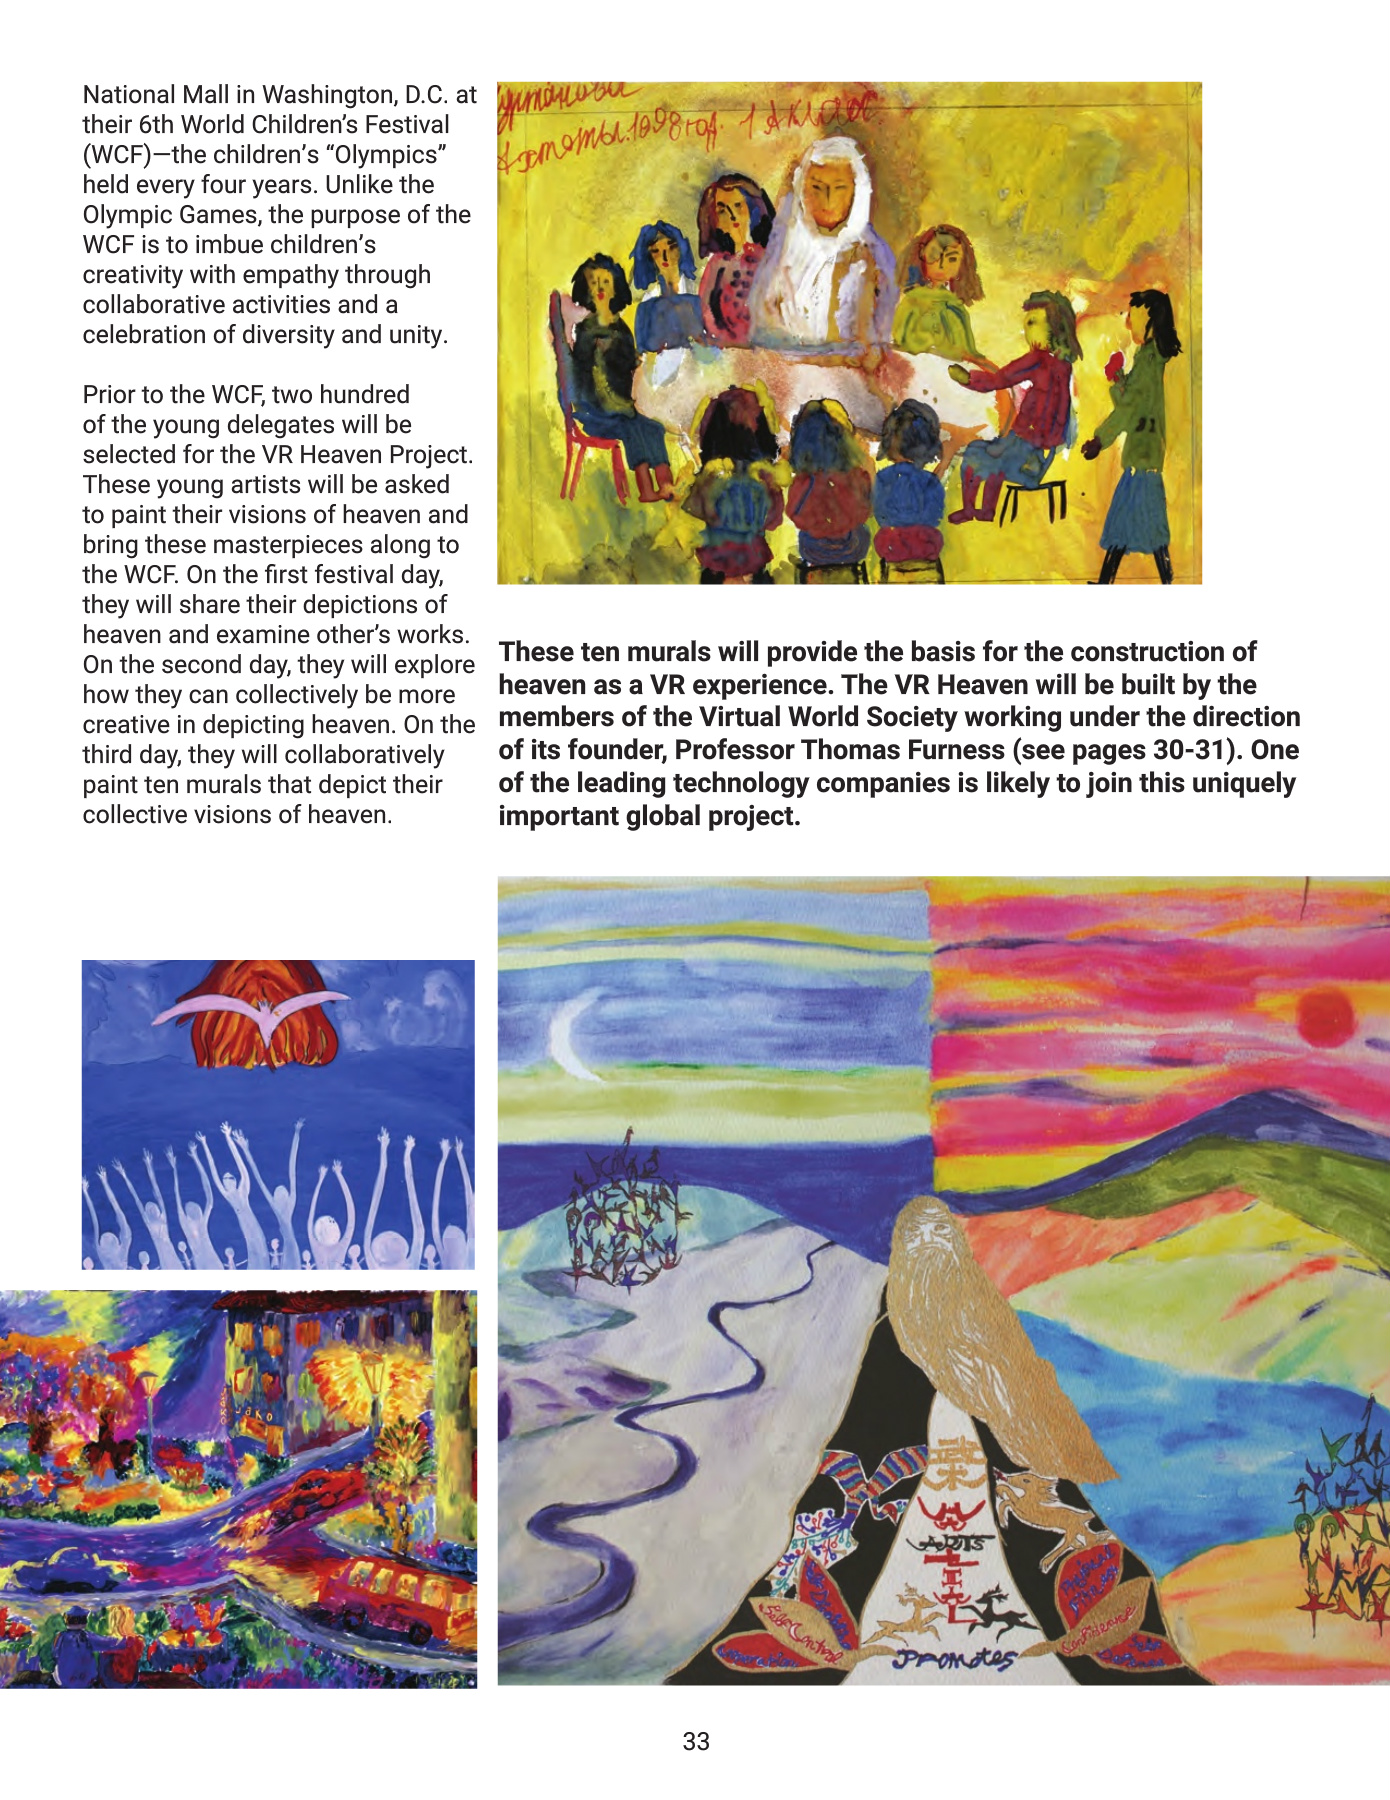 National Mall in Washington, D.C. at
their 6th World Children’s Festival
(WCF)—the children’s “Olympics”
held every four years. Unlike the
Olympic Games, the purpose of the
WCF is to imbue children’s
creativity with empathy through
collaborative activities and a
celebration of diversity and unity.
Prior to the WCF, two hundred
of the young delegates will be
selected for the VR Heaven Project.
These young artists will be asked
to paint their visions of heaven and
bring these masterpieces along to
the WCF. On the first festival day,
they will share their depictions of
heaven and examine other’s works.
On the second day, they will explore
how they can collectively be more
creative in depicting heaven. On the
third day, they will collaboratively
paint ten murals that depict their
collective visions of heaven.
1998 год. 1 А класс.
These ten murals will provide the basis for the construction of
heaven as a VR experience. The VR Heaven will be built by the
members of the Virtual World Society working under the direction
of its founder, Professor Thomas Furness (see pages 30-31). One
of the leading technology companies is likely to join this uniquely
important global project.
ARTS
Self Control
Confidence
Promotes
33